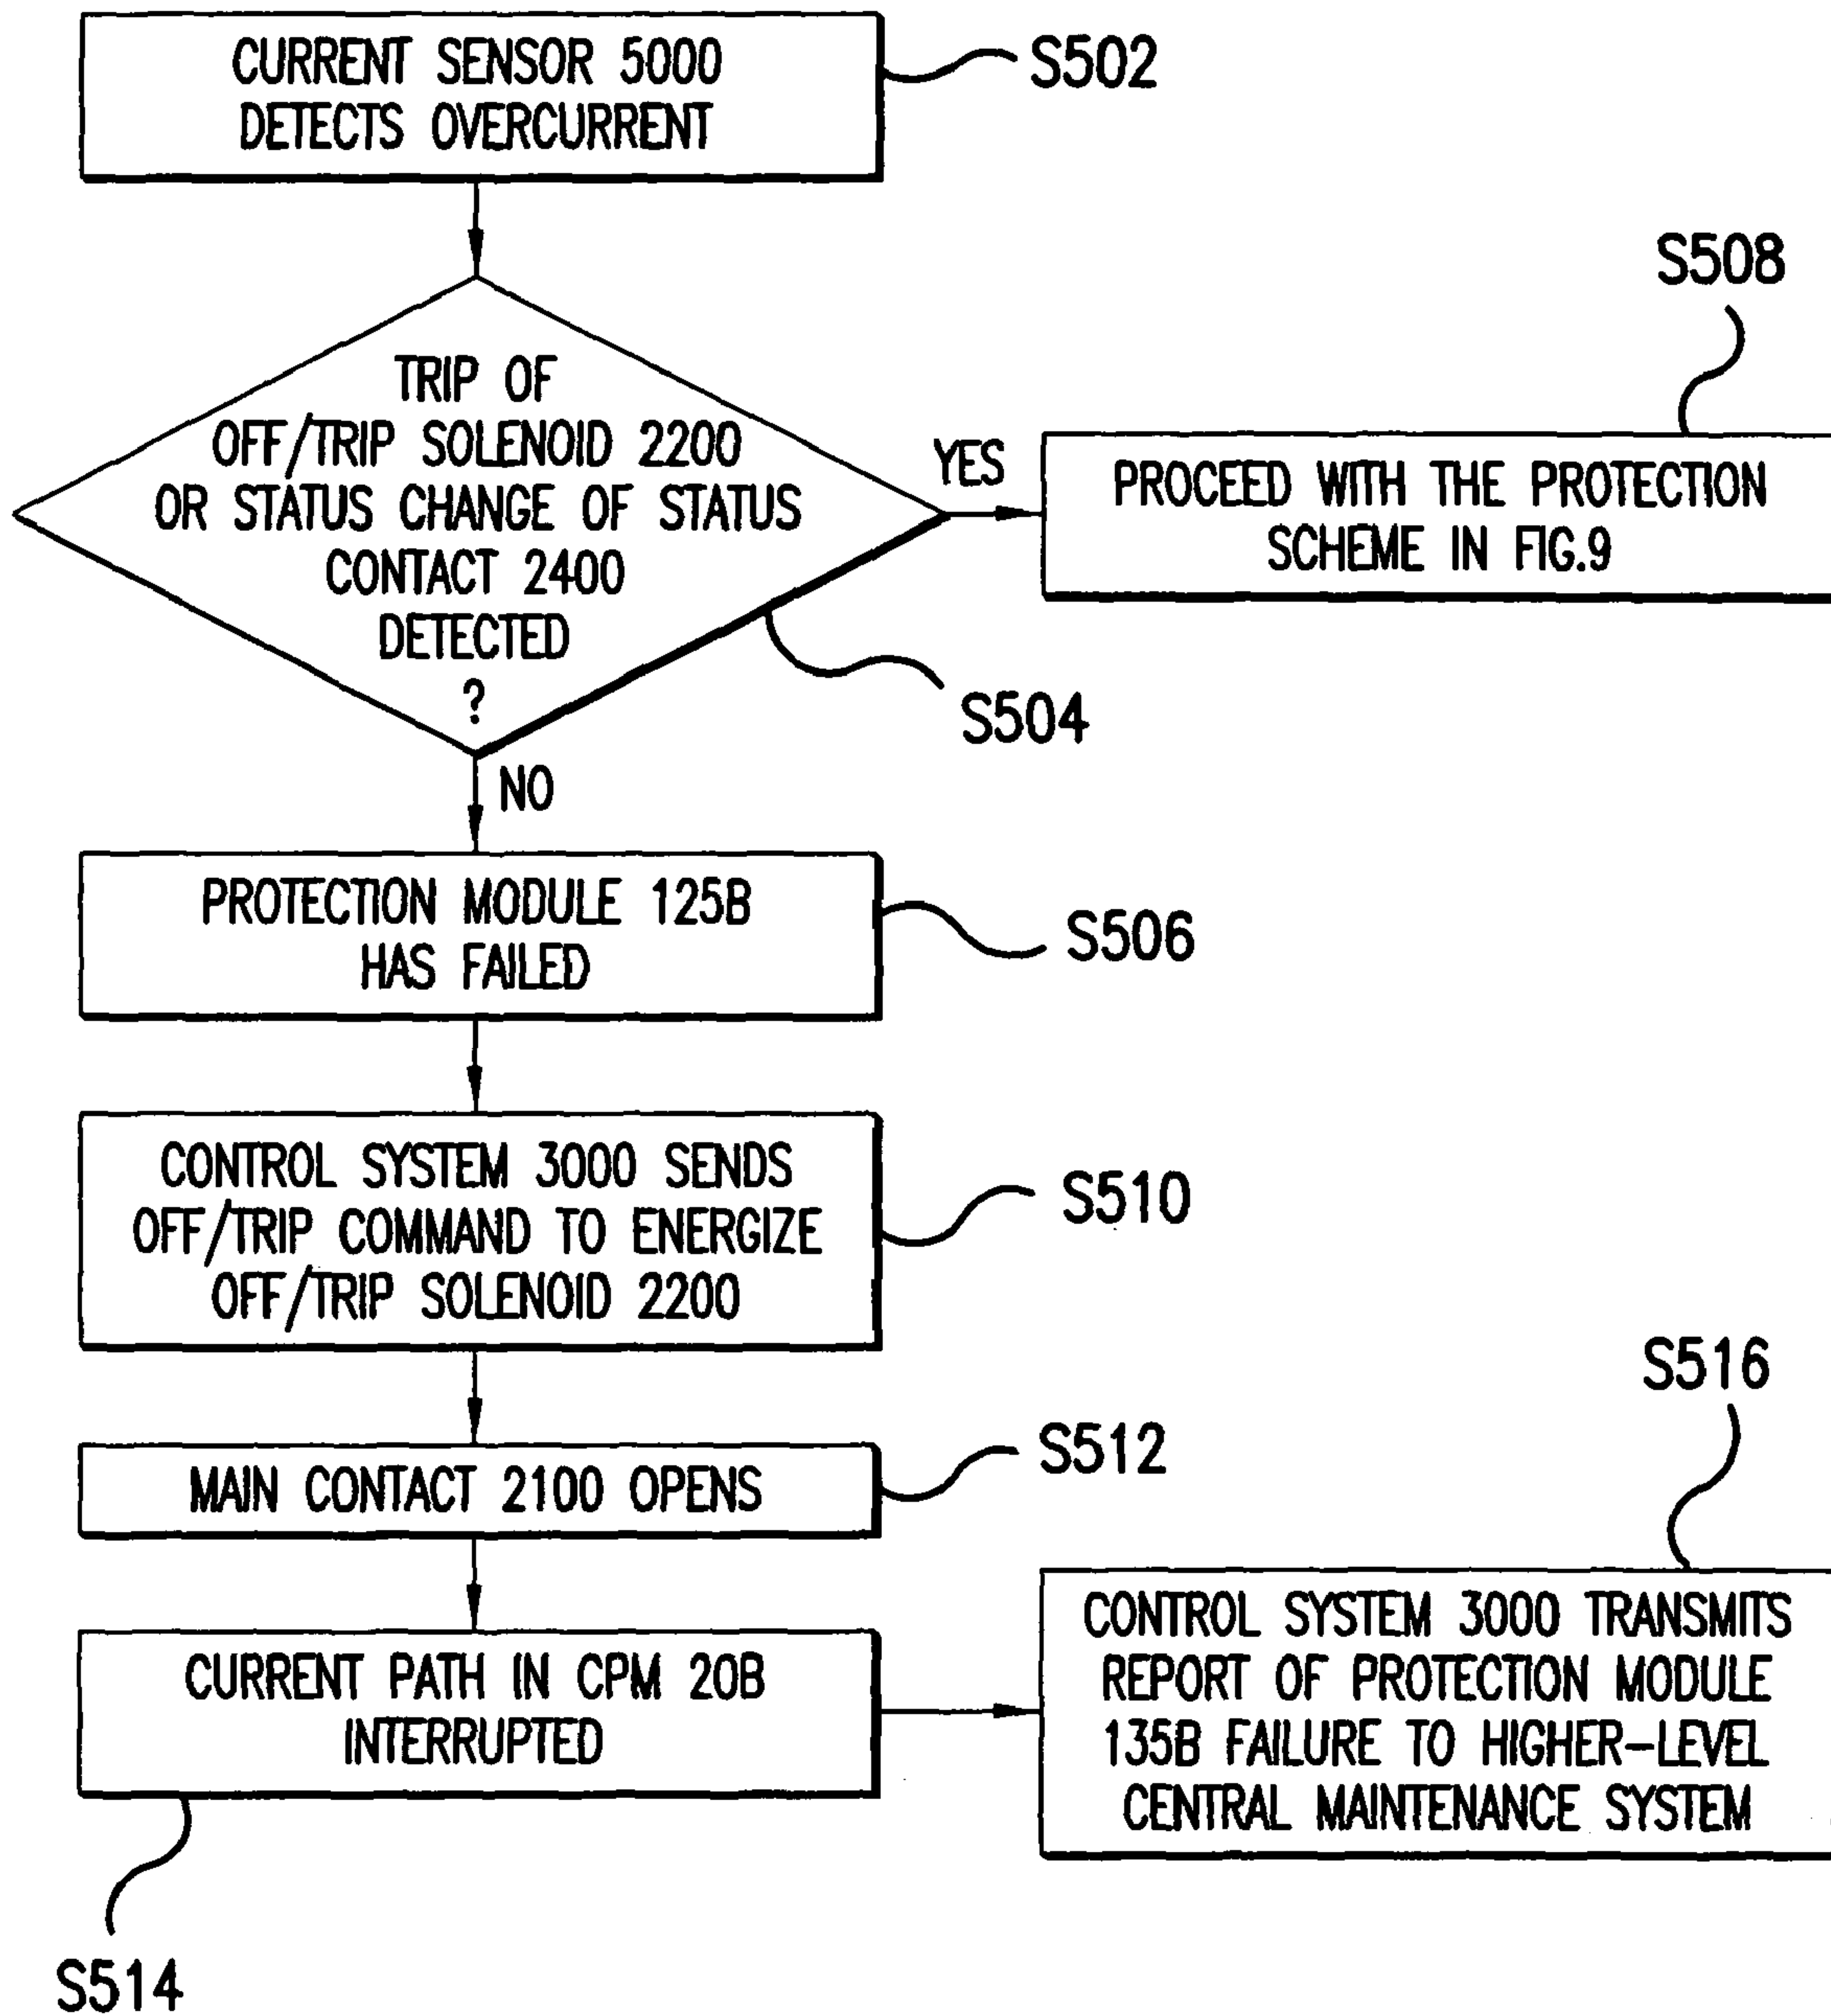 CURRENT SENSOR 5000
DETECTS OVERCURRENT
S502
TRIP OF
OFF/TRIP SOLENOID 2200
OR STATUS CHANGE OF STATUS
CONTACT 2400
DETECTED
?
S504
YES
S508
PROCEED WITH THE PROTECTION
SCHEME IN FIG.9
NO
PROTECTION MODULE 125B
HAS FAILED
S506
CONTROL SYSTEM 3000 SENDS
OFF/TRIP COMMAND TO ENERGIZE
OFF/TRIP SOLENOID 2200
S510
MAIN CONTACT 2100 OPENS
S512
CURRENT PATH IN CPM 20B
INTERRUPTED
S514
S516
CONTROL SYSTEM 3000 TRANSMITS
REPORT OF PROTECTION MODULE
135B FAILURE TO HIGHER-LEVEL
CENTRAL MAINTENANCE SYSTEM